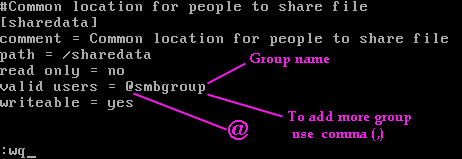 #Common location for people to share file
[sharedata]
comment = Common location for people to share file
path = /sharedata
read only = no
valid users = @smbgroup
writeable = yes
:wq_
Group name
To add more group
use comma (,)
@